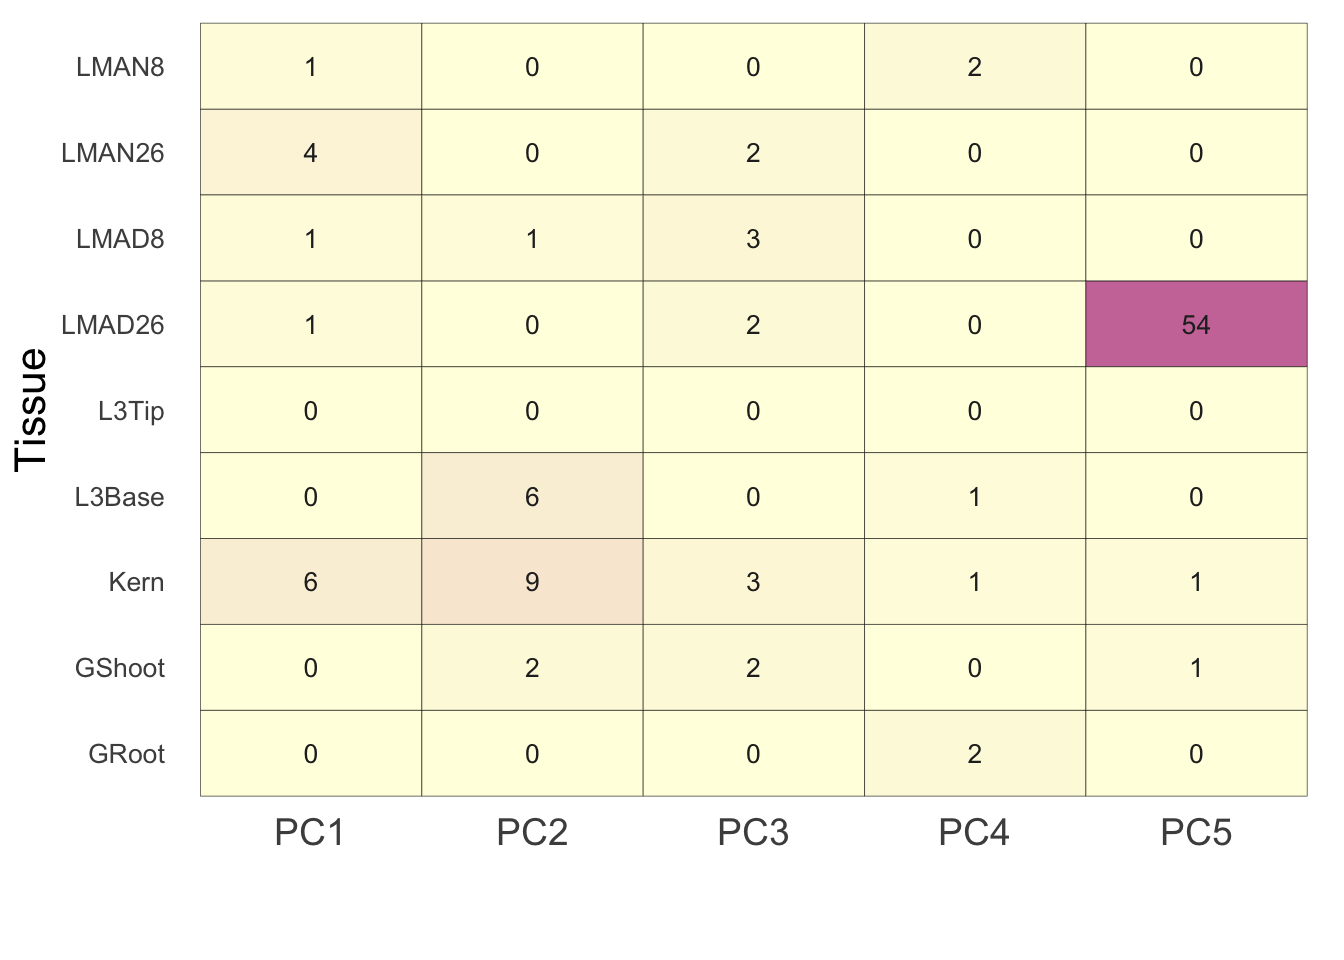 Tissue
LMAN8 1 0 0 2 0
LMAN26 4 0 2 0 0
LMAD8 1 1 3 0 0
LMAD26 1 0 2 0 54
L3Tip 0 0 0 0 0
L3Base 0 6 0 1 0
Kern 6 9 3 1 1
GShoot 0 2 2 0 1
GRoot 0 0 0 2 0
PC1 PC2 PC3 PC4 PC5